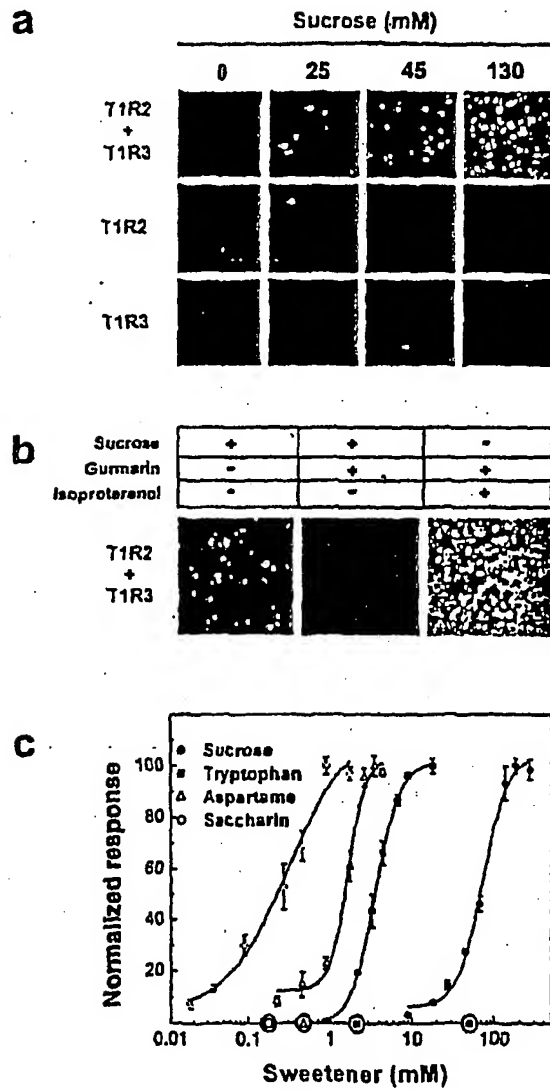 a
Sucrose (mM)
0 25 45 130
T1R2
+
T1R3
T1R2
T1R3
b
Sucrose + + -
Gurmarin - + +
Isoproteranol - - +
T1R2
+
T1R3
c
Sucrose
Tryptophan
Aspartame
Saccharin
Normalized response
100
80
60
40
20
0.01 0.1 1 10 100
Sweetener (mM)